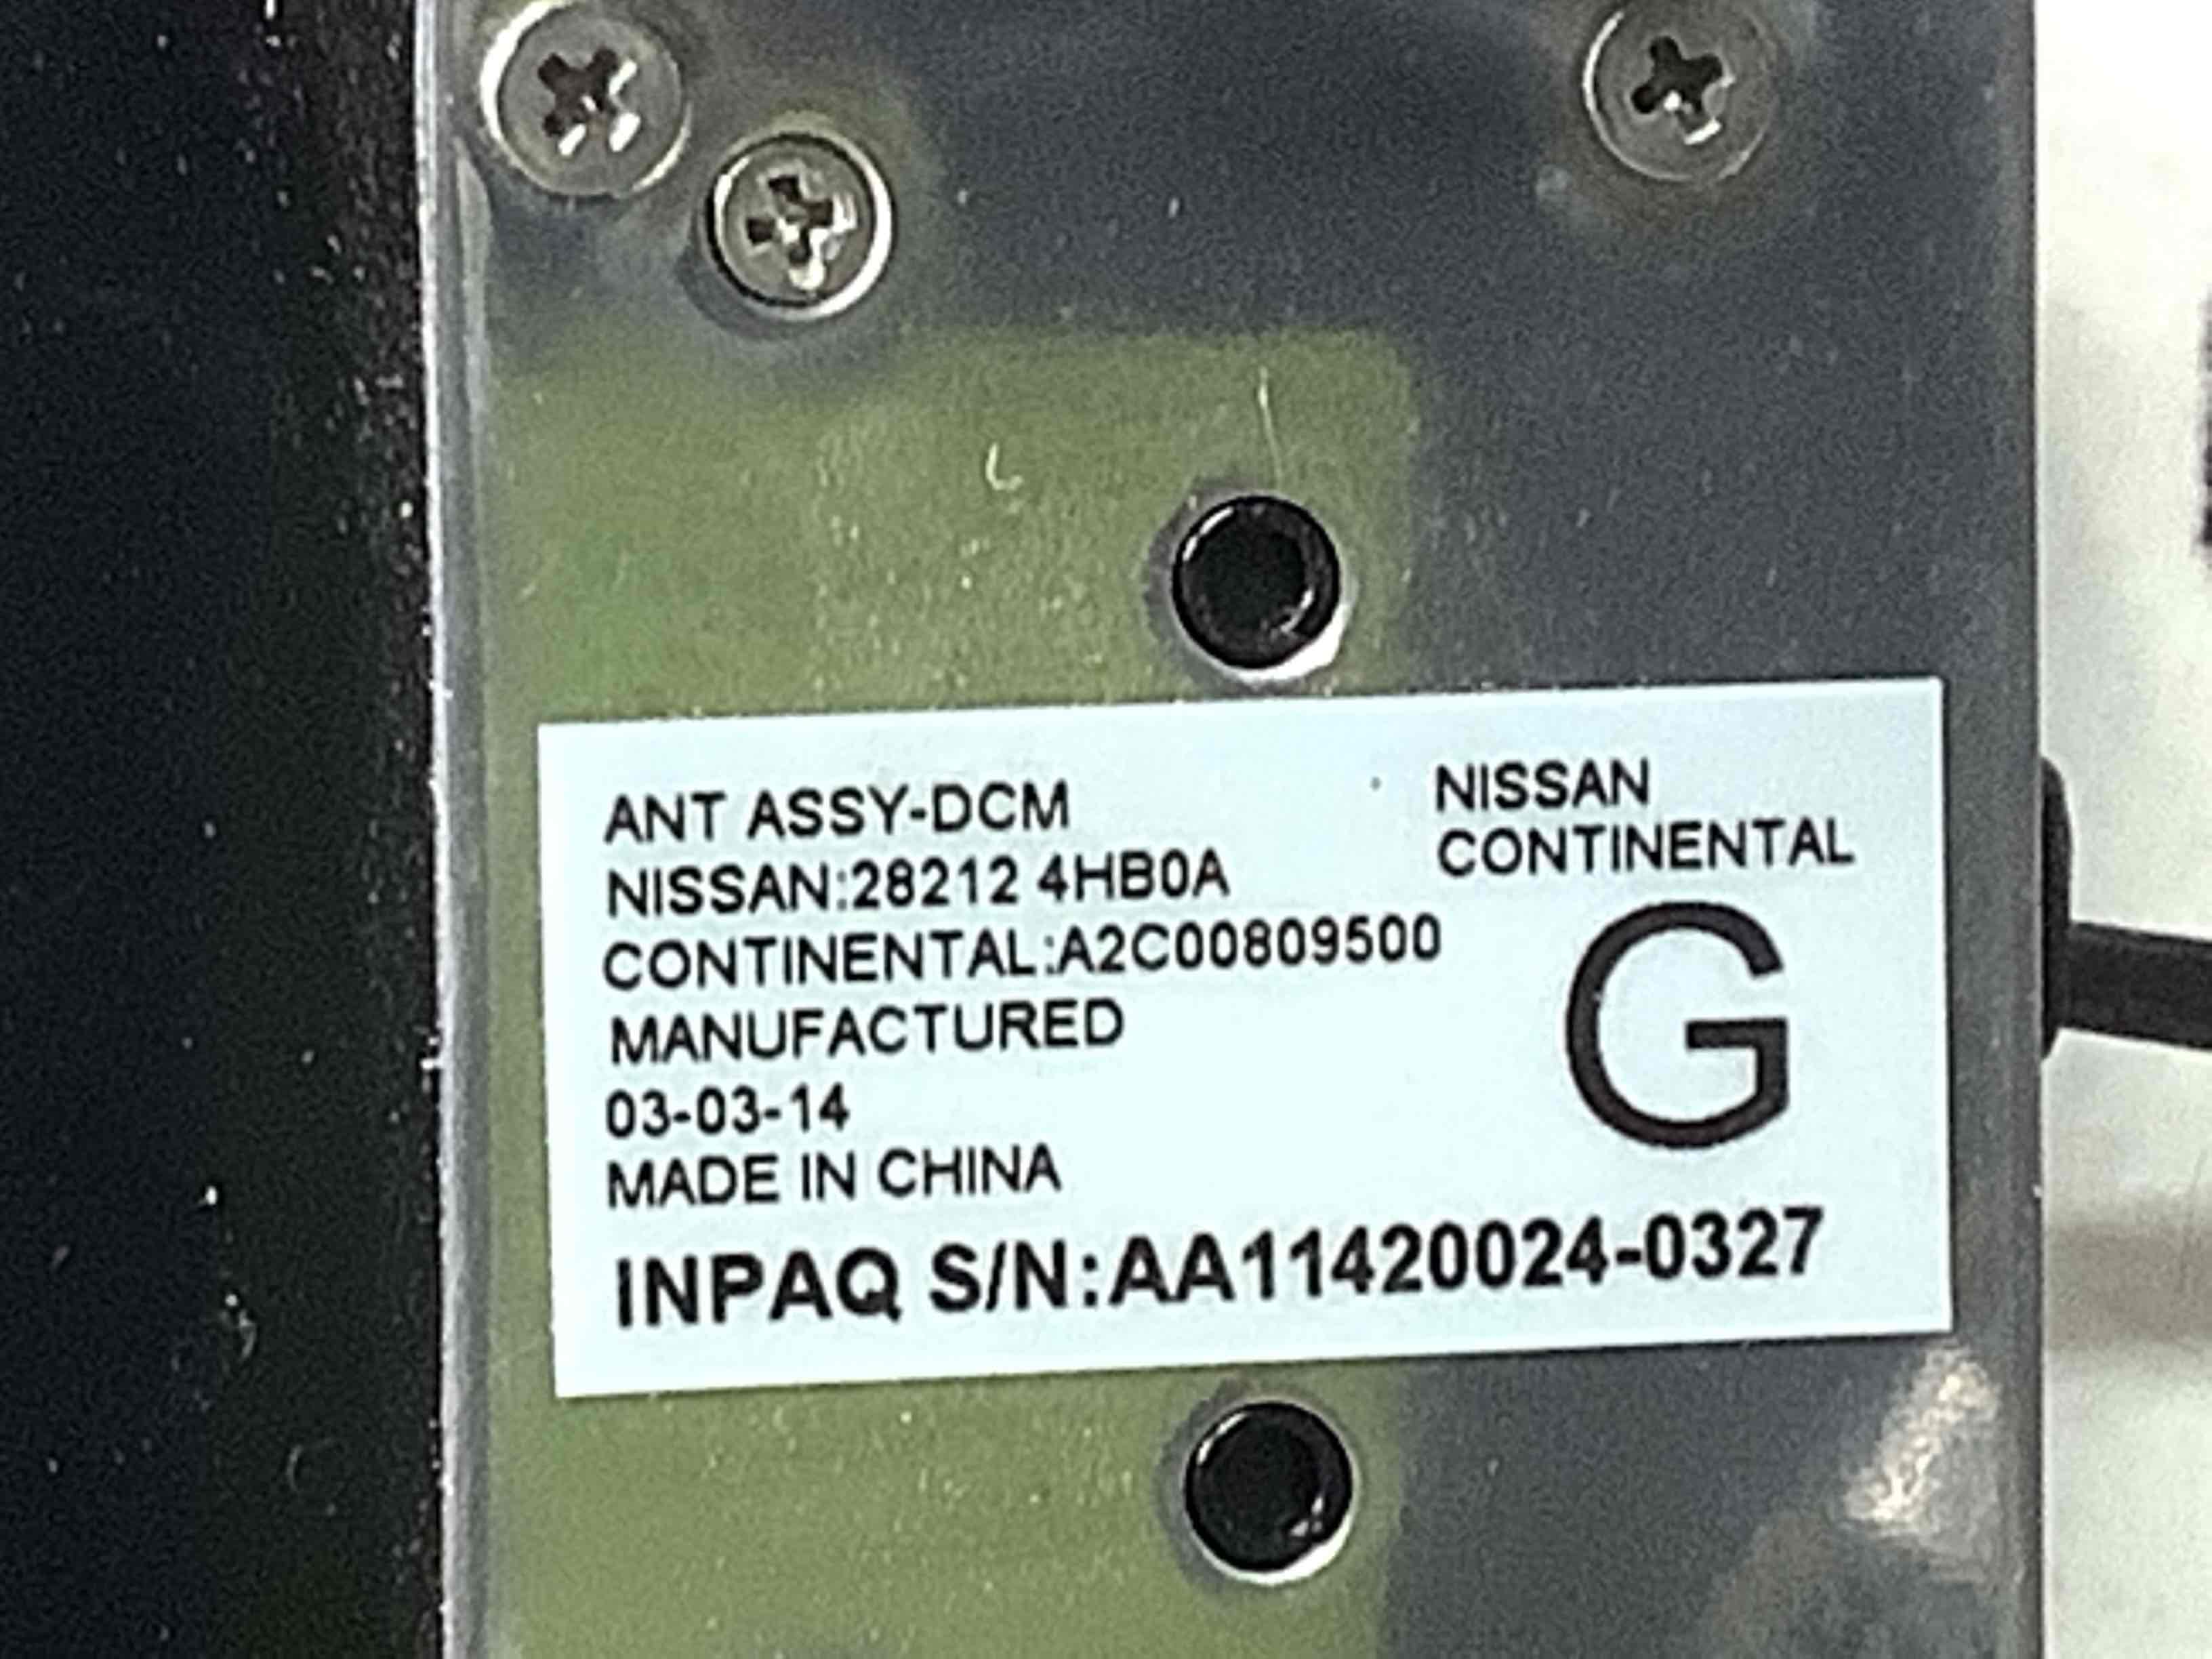 ANT ASSY-DCM
NISSAN:28212 4HB0A
CONTINENTAL:A2C00809500
MANUFACTURED
03-03-14
MADE IN CHINA
NISSAN
CONTINENTAL
G
INPAQ S/N:AA11420024-0327